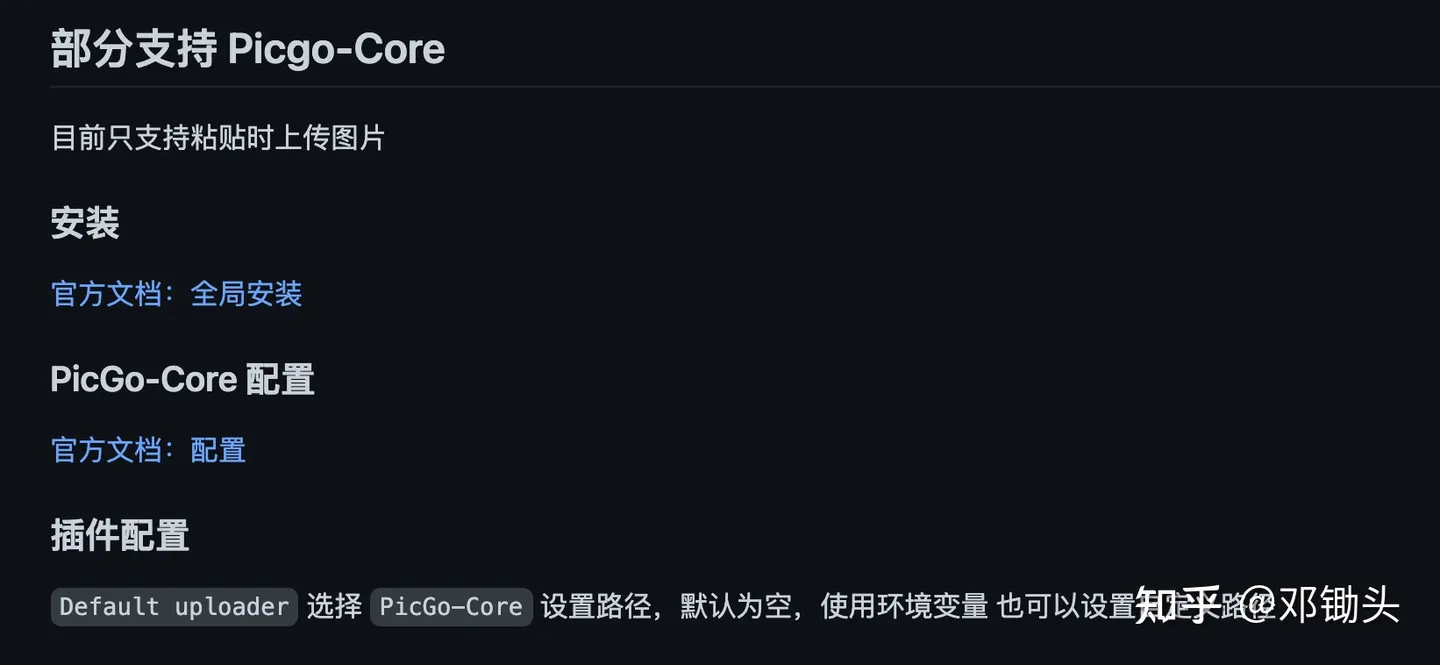 部分支持 Picgo-Core
目前只支持粘贴时上传图片
安装
官方文档：全局安装
PicGo-Core 配置
官方文档：配置
插件配置
Default uploader 选择 PicGo-Core 设置路径，默认为空，使用环境变量 也可以设置
知乎 @邓锄头